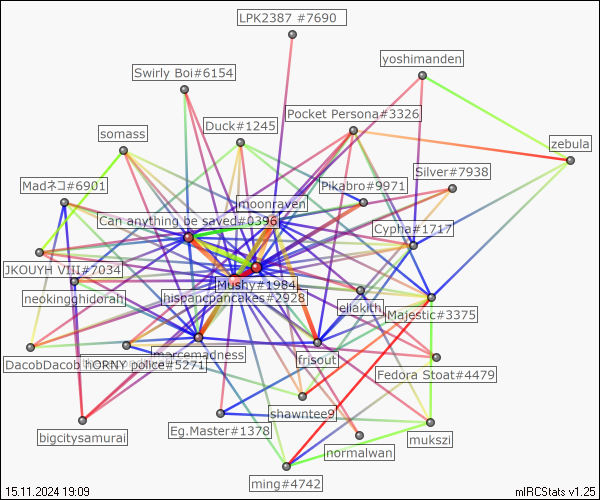 LPK2387 #7690
yoshimanden
Swirly Boi#6154
Pocket Persona#3326
Duck#1245
somass
zebula
Silver#7938
Madネコ#6901
Pikabro#9971
moonraven
Can anything be saved#0396
Cypha#1717
JKOUYH VIII#7034
Mushy#1984
neokingghidorah
hispancpancakes#2928
eliakith
Majestic#3375
marcemadness
frisout
DacobDacob
HORNY police#5271
Fedora Stoat#4479
shawntee9
Eg.Master#1378
bigcitysamurai
mukszi
normalwan
ming#4742
15.11.2024 19:09
mIRCStats v1.25